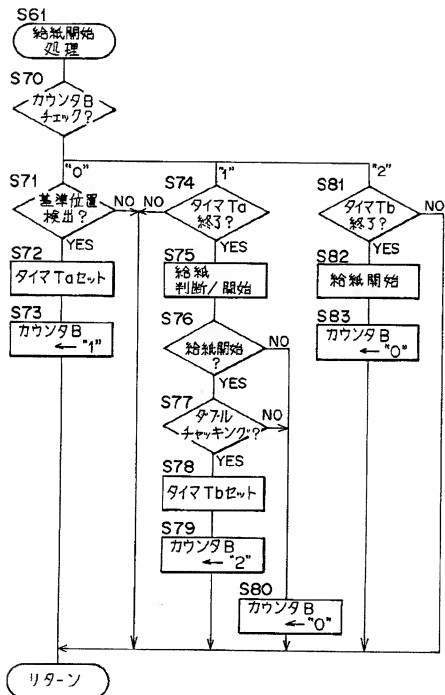 S61
給紙開始
処理
S70
カウンタB
チェック?
"0"
"1"
"2"
S71
基準位置
検出?
NO
YES
S72
タイマTaセット
S73
カウンタB
← "1"
S74
NO
タイマTa
終了?
YES
S75
給紙
判断/開始
S76
給紙開始
?
NO
YES
S77
ダブル
チャッキング?
NO
YES
S78
タイマTbセット
S79
カウンタB
← "2"
S80
カウンタB
← "0"
S81
タイマTb
終了?
NO
YES
S82
給紙開始
S83
カウンタB
← "0"
リターン